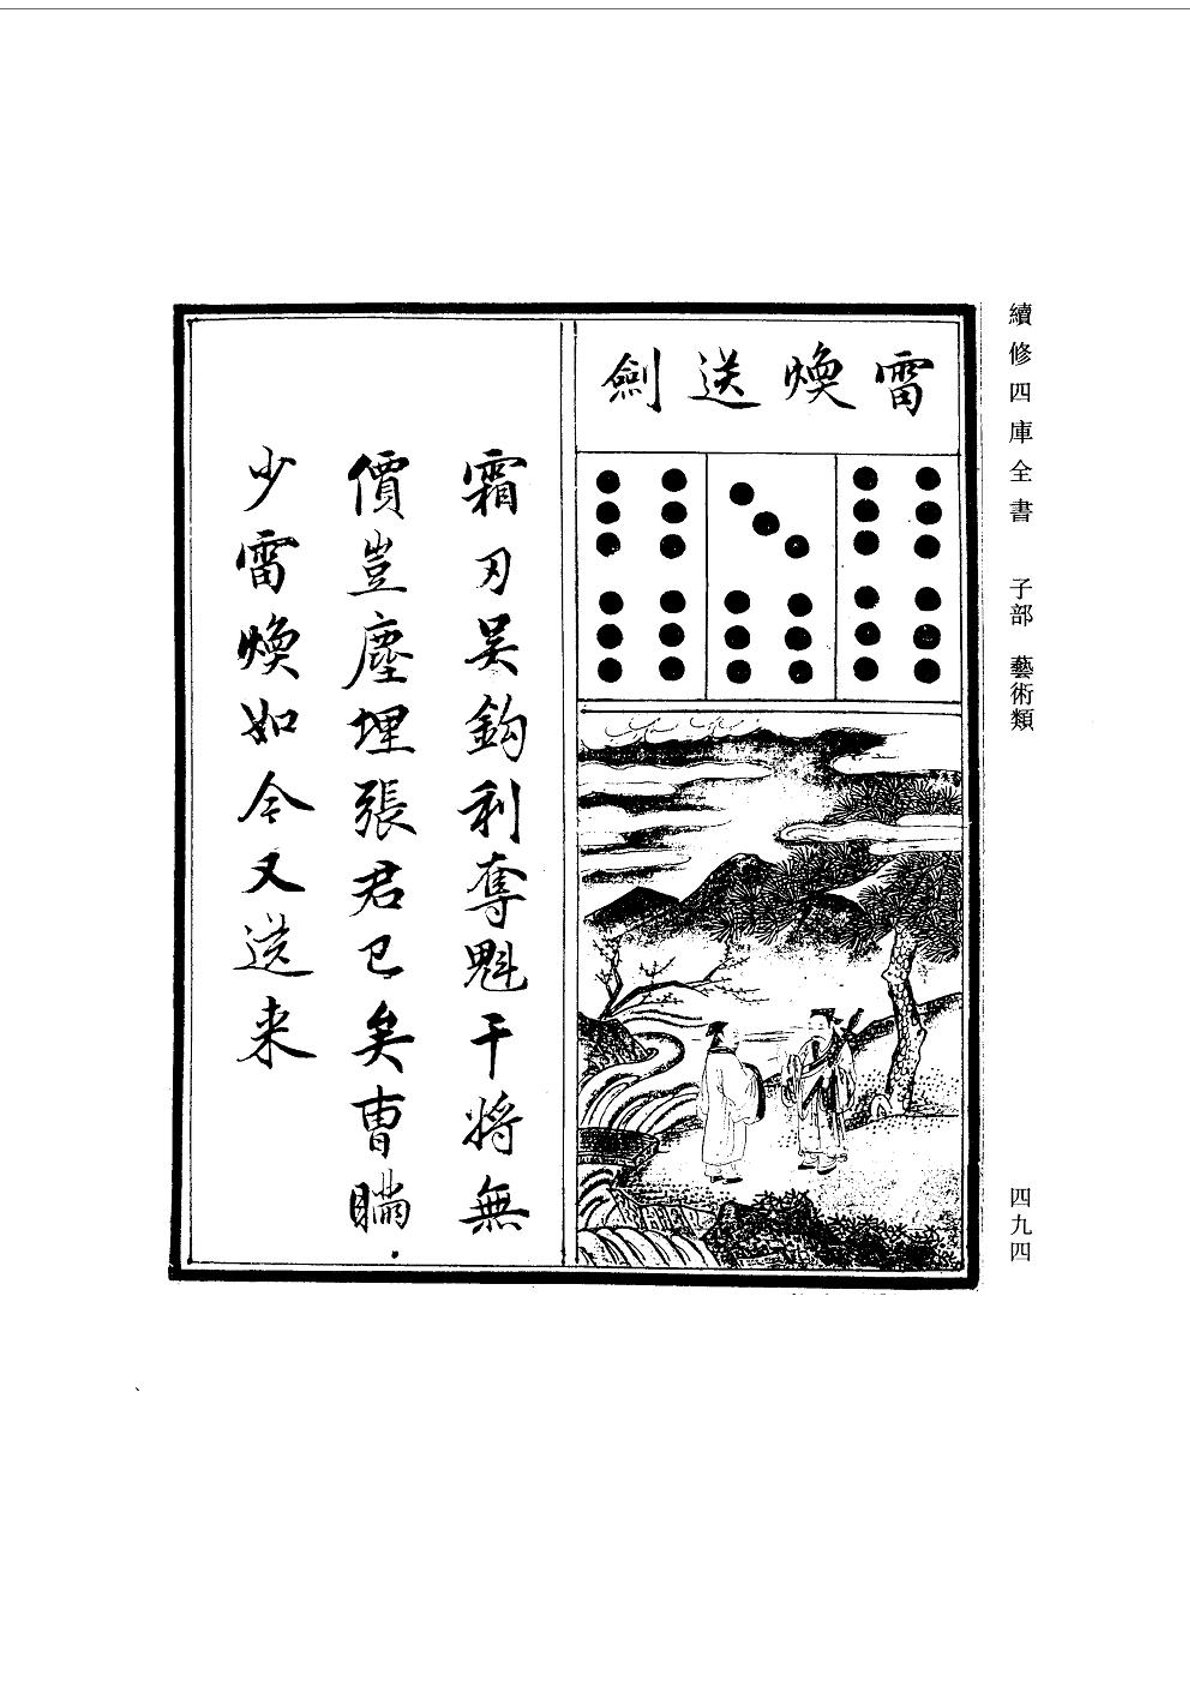 續修四庫全書 子部 藝術類
四九四
雷煥送劍
霜刃吴鈎利奪魁干將無
價豈塵埋張君已矣曹瞞
少雷煥如今又送来